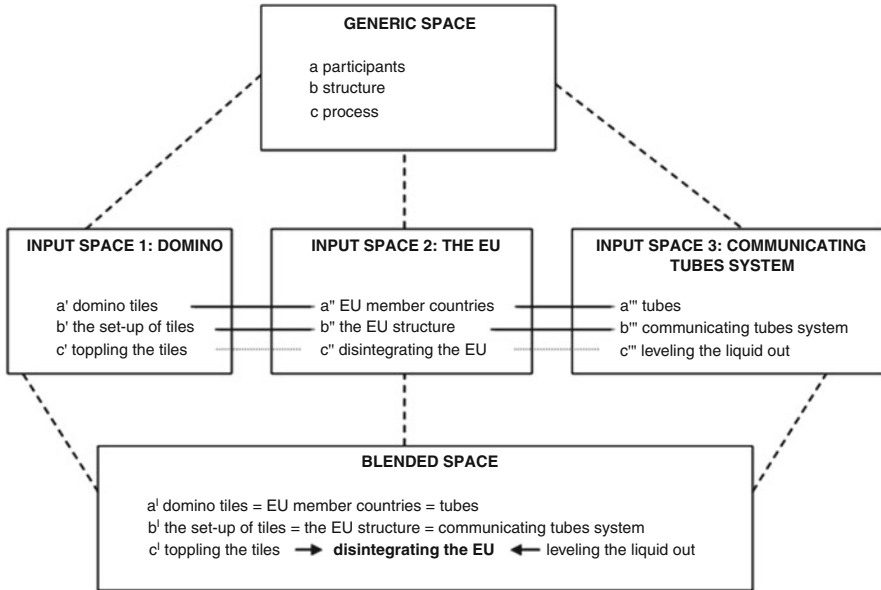 GENERIC SPACE
a participants
b structure
c process
INPUT SPACE 1: DOMINO
a' domino tiles
b' the set-up of tiles
c' toppling the tiles
INPUT SPACE 2: THE EU
a'' EU member countries
b'' the EU structure
c'' disintegrating the EU
INPUT SPACE 3: COMMUNICATING
TUBES SYSTEM
a''' tubes
b''' communicating tubes system
c''' leveling the liquid out
BLENDED SPACE
aˡ domino tiles = EU member countries = tubes
bˡ the set-up of tiles = the EU structure = communicating tubes system
cˡ toppling the tiles → disintegrating the EU ← leveling the liquid out